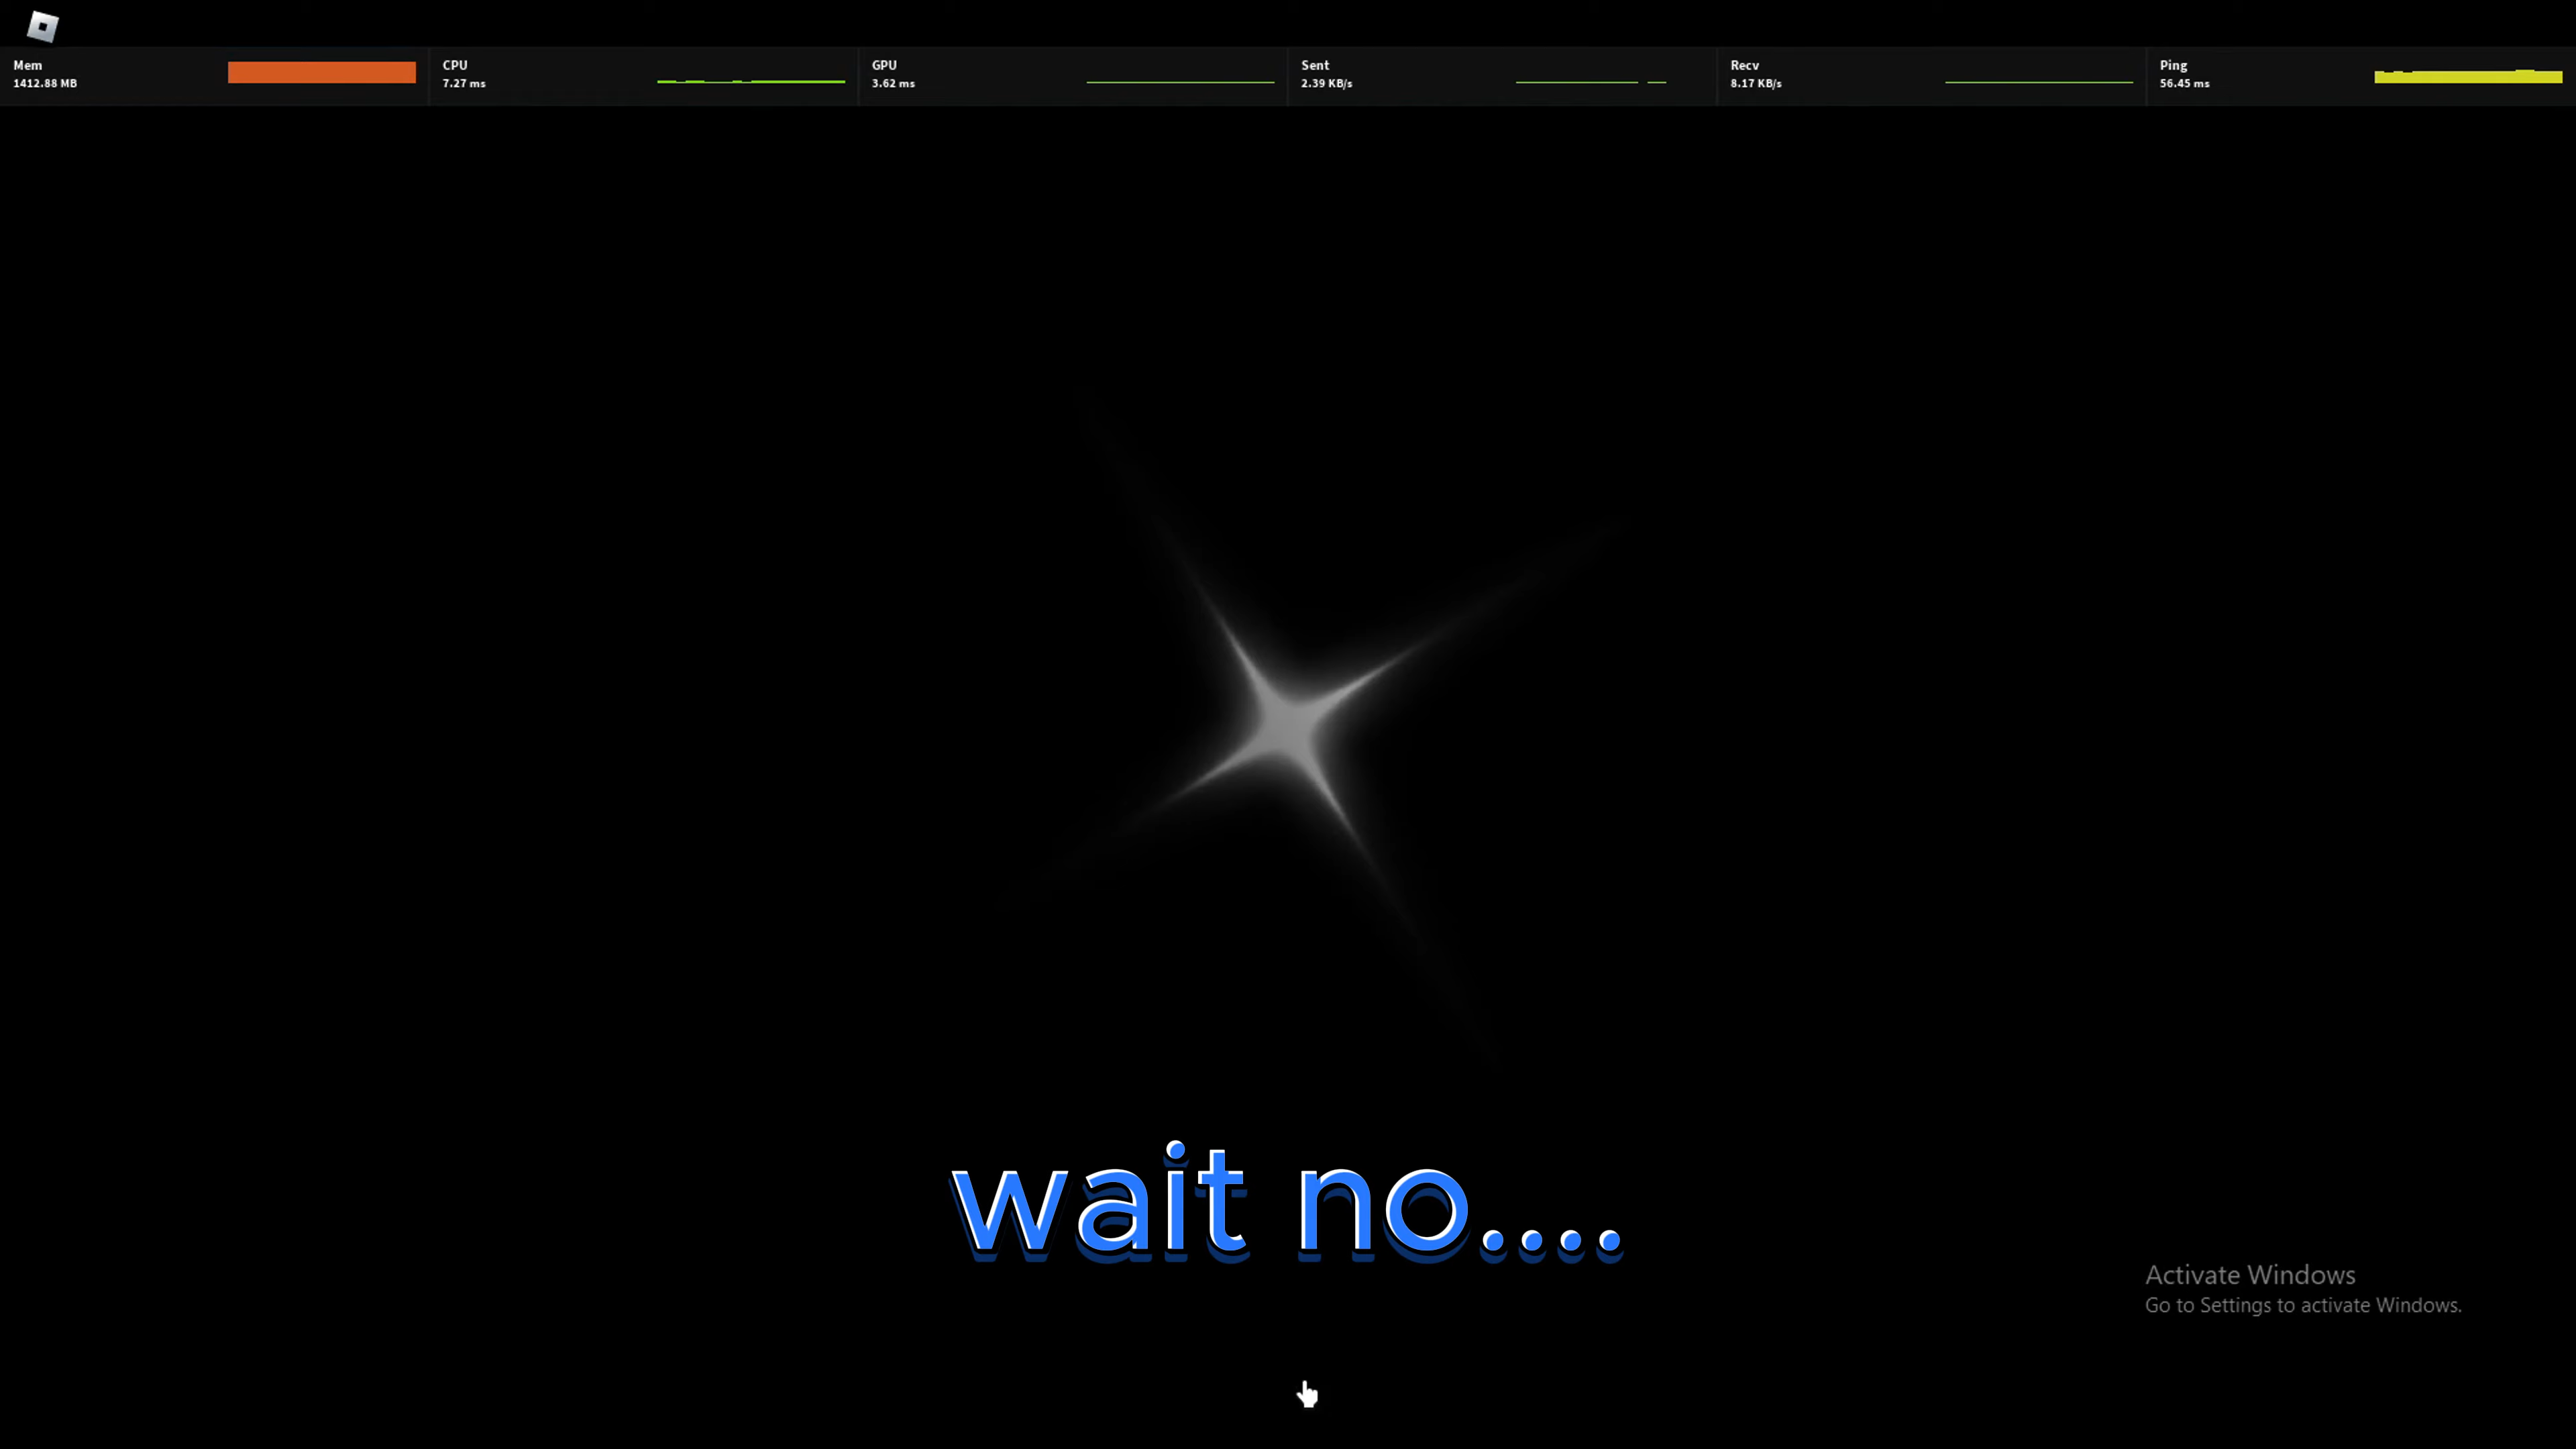 Mem
1412.88 MB
CPU
7.27 ms
GPU
3.62 ms
Sent
2.39 KB/s
Recv
8.17 KB/s
Ping
56.45 ms
wait no....
Activate Windows
Go to Settings to activate Windows.